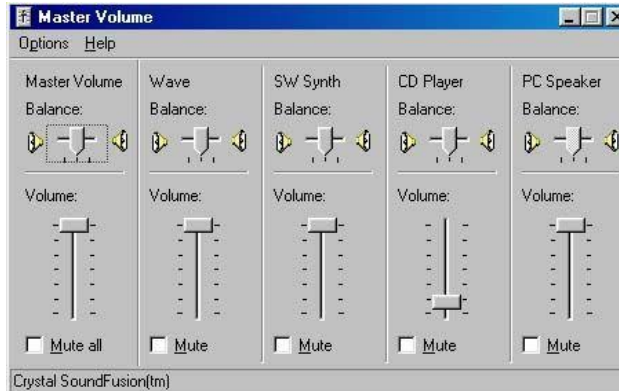 Master Volume
Options Help
Master Volume Wave SW Synth CD Player PC Speaker
Balance: Balance: Balance: Balance: Balance:
Volume: Volume: Volume: Volume: Volume:
Mute all Mute Mute Mute Mute
Crystal SoundFusion(tm)